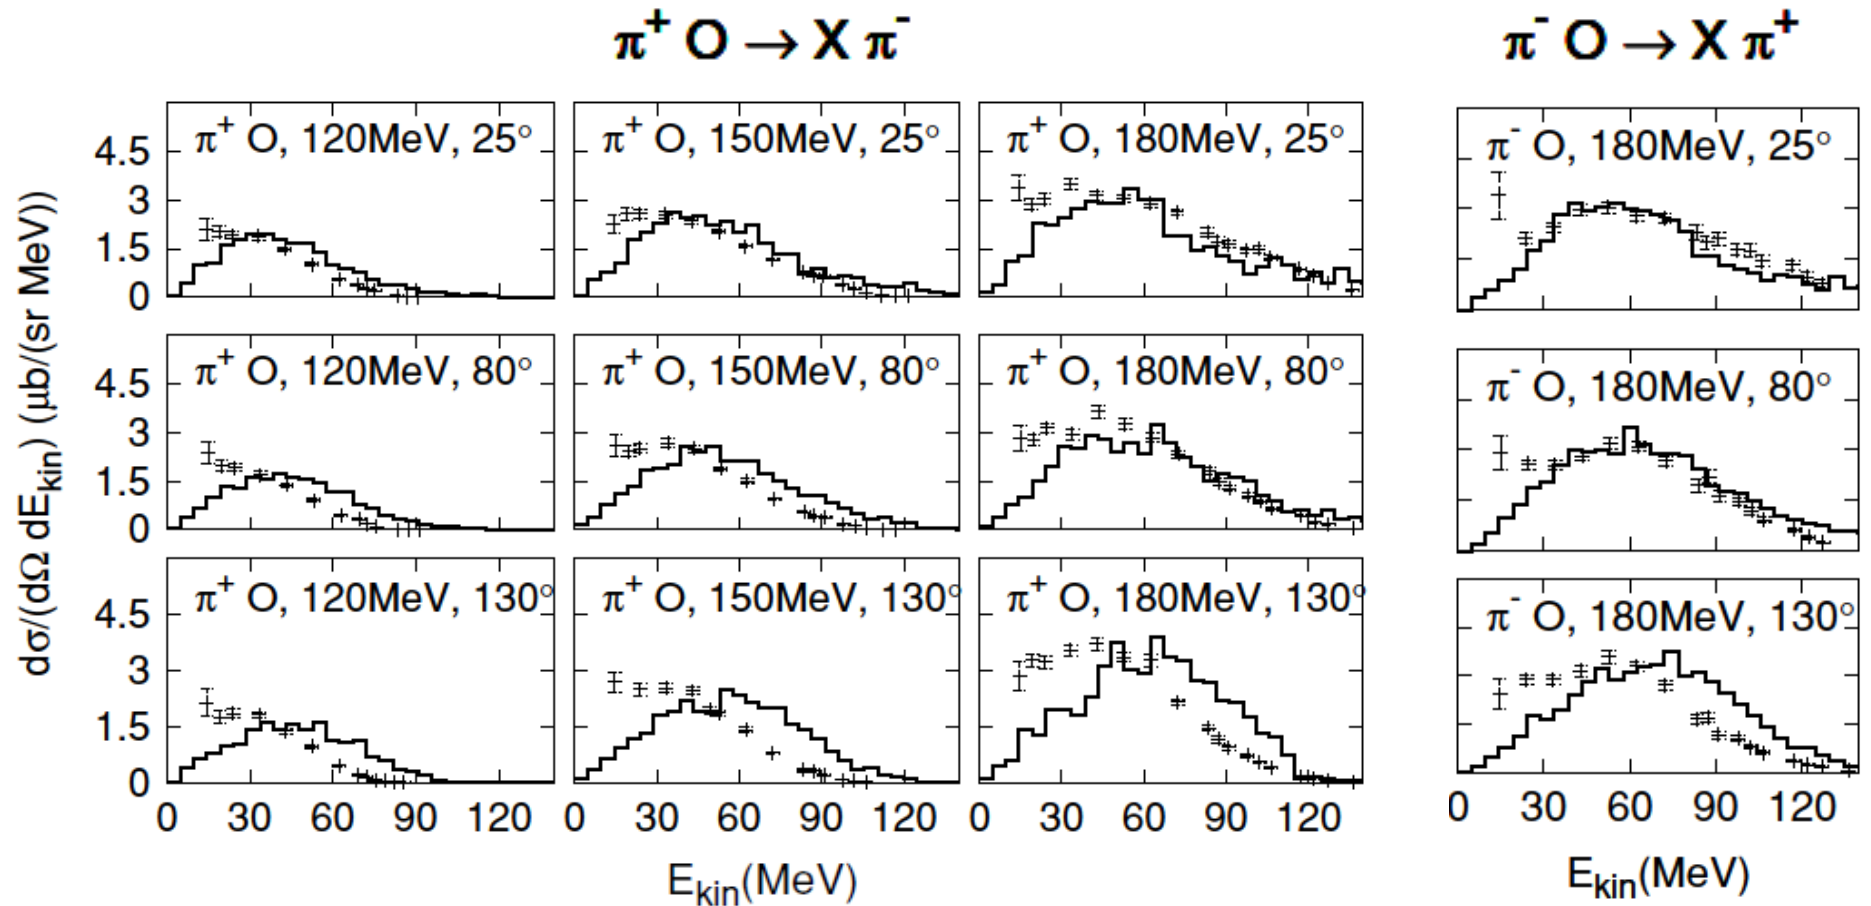 π⁺ O → X π⁻
π⁻ O → X π⁺
dσ/(dΩ dE_kin) (μb/(sr MeV))
π⁺ O, 120MeV, 25°
π⁺ O, 150MeV, 25°
π⁺ O, 180MeV, 25°
π⁻ O, 180MeV, 25°
4.5
3
1.5
0
π⁺ O, 120MeV, 80°
π⁺ O, 150MeV, 80°
π⁺ O, 180MeV, 80°
π⁻ O, 180MeV, 80°
4.5
3
1.5
0
π⁺ O, 120MeV, 130°
π⁺ O, 150MeV, 130°
π⁺ O, 180MeV, 130°
π⁻ O, 180MeV, 130°
4.5
3
1.5
0
0 30 60 90 120
0 30 60 90 120
0 30 60 90 120
0 30 60 90 120
E_kin(MeV)
E_kin(MeV)